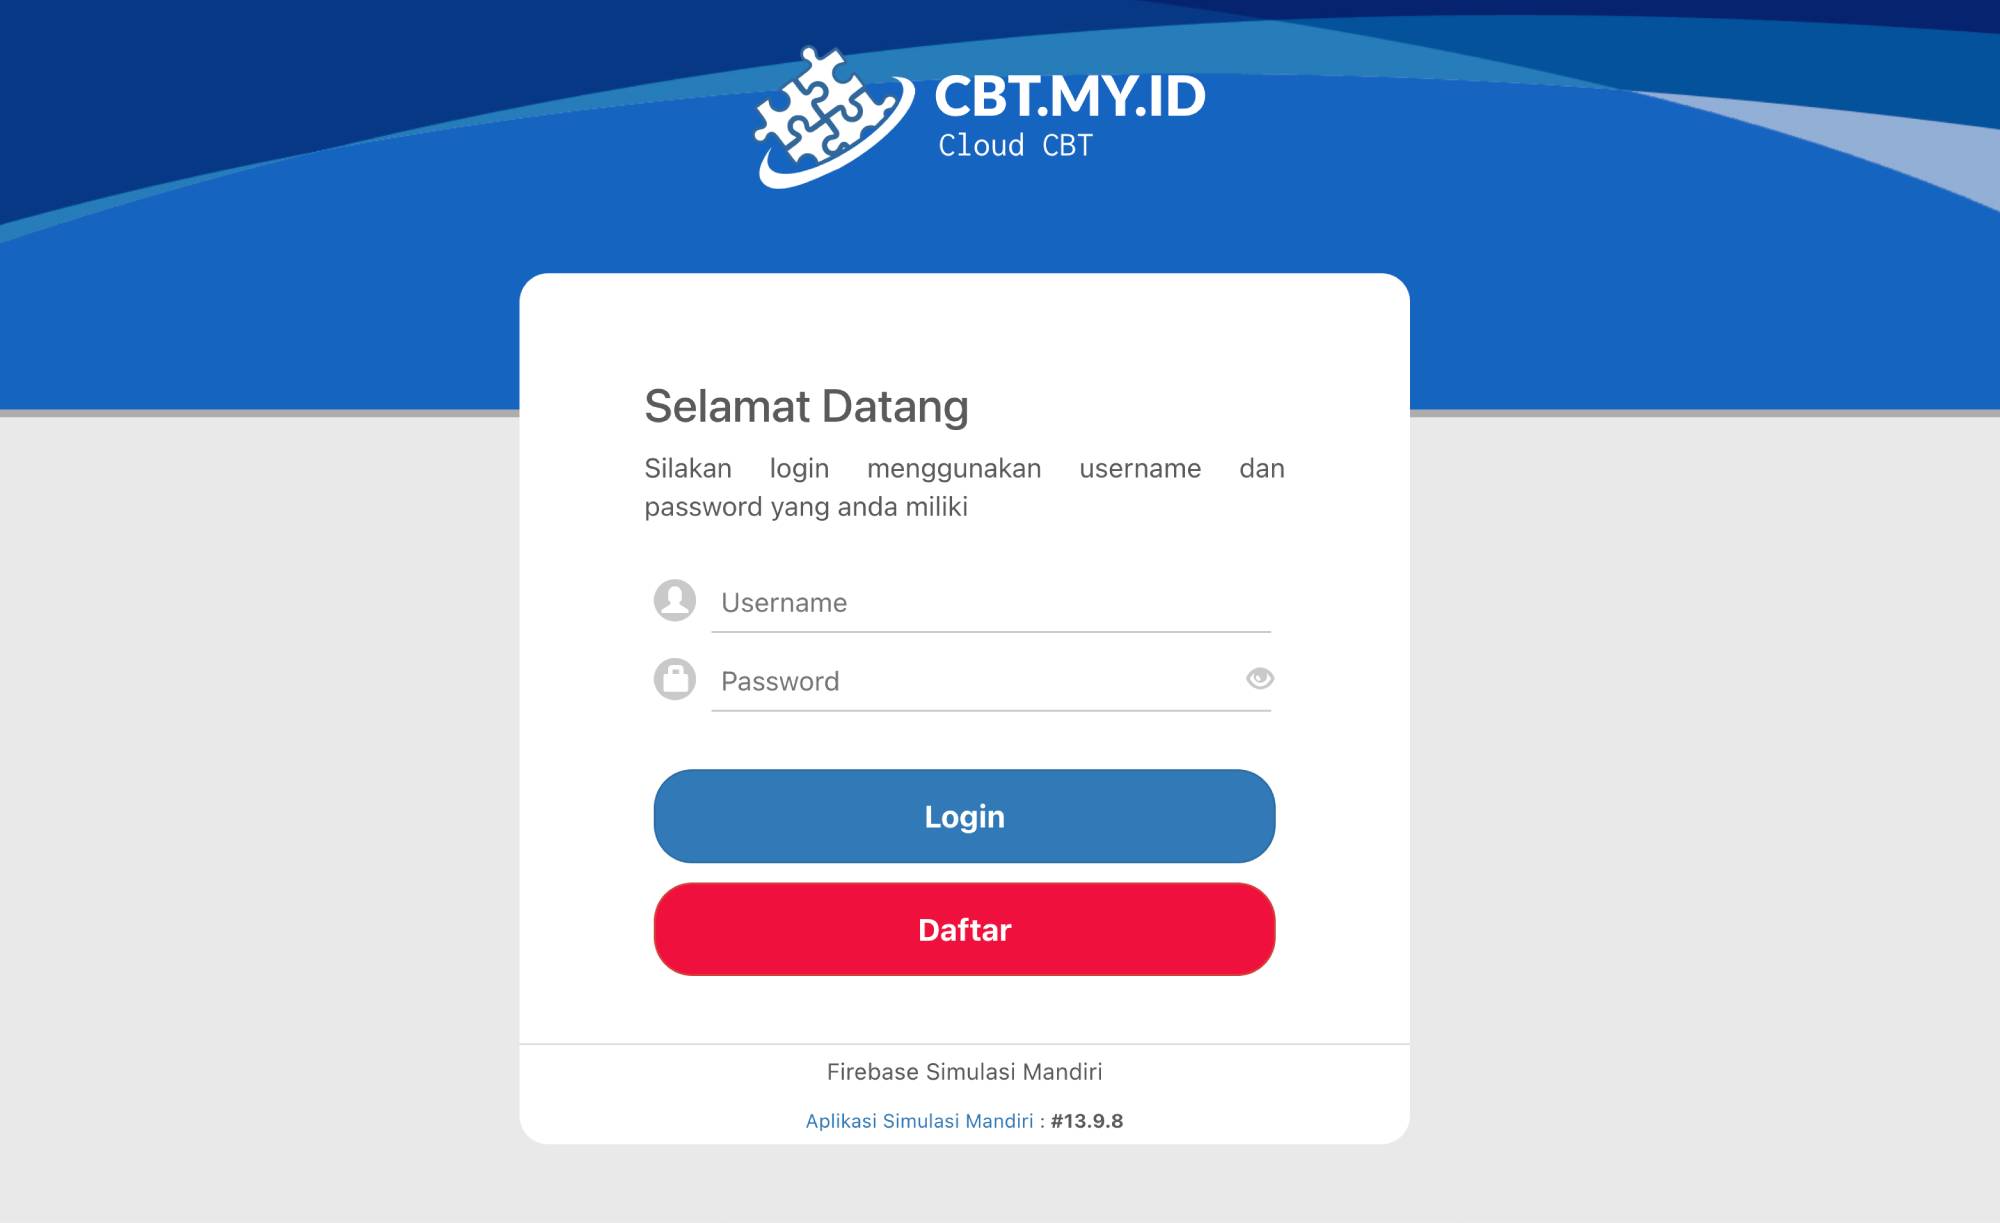 CBT.MY.ID
Cloud CBT
Selamat Datang
Silakan login menggunakan username dan
password yang anda miliki
Username
Password
Login
Daftar
Firebase Simulasi Mandiri
Aplikasi Simulasi Mandiri : #13.9.8